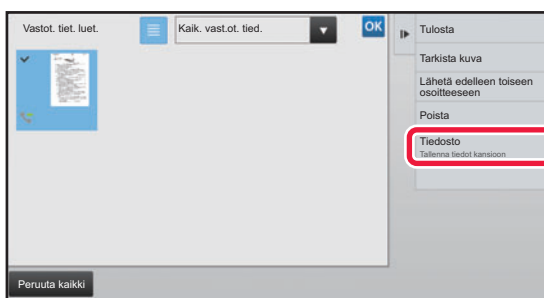 Vastot. tiet. luet.
Kaik. vast.ot. tied.
OK
Tulosta
Tarkista kuva
Lähetä edelleen toiseen
osoitteeseen
Poista
Tiedosto
Tallenna tiedot kansioon
Peruuta kaikki